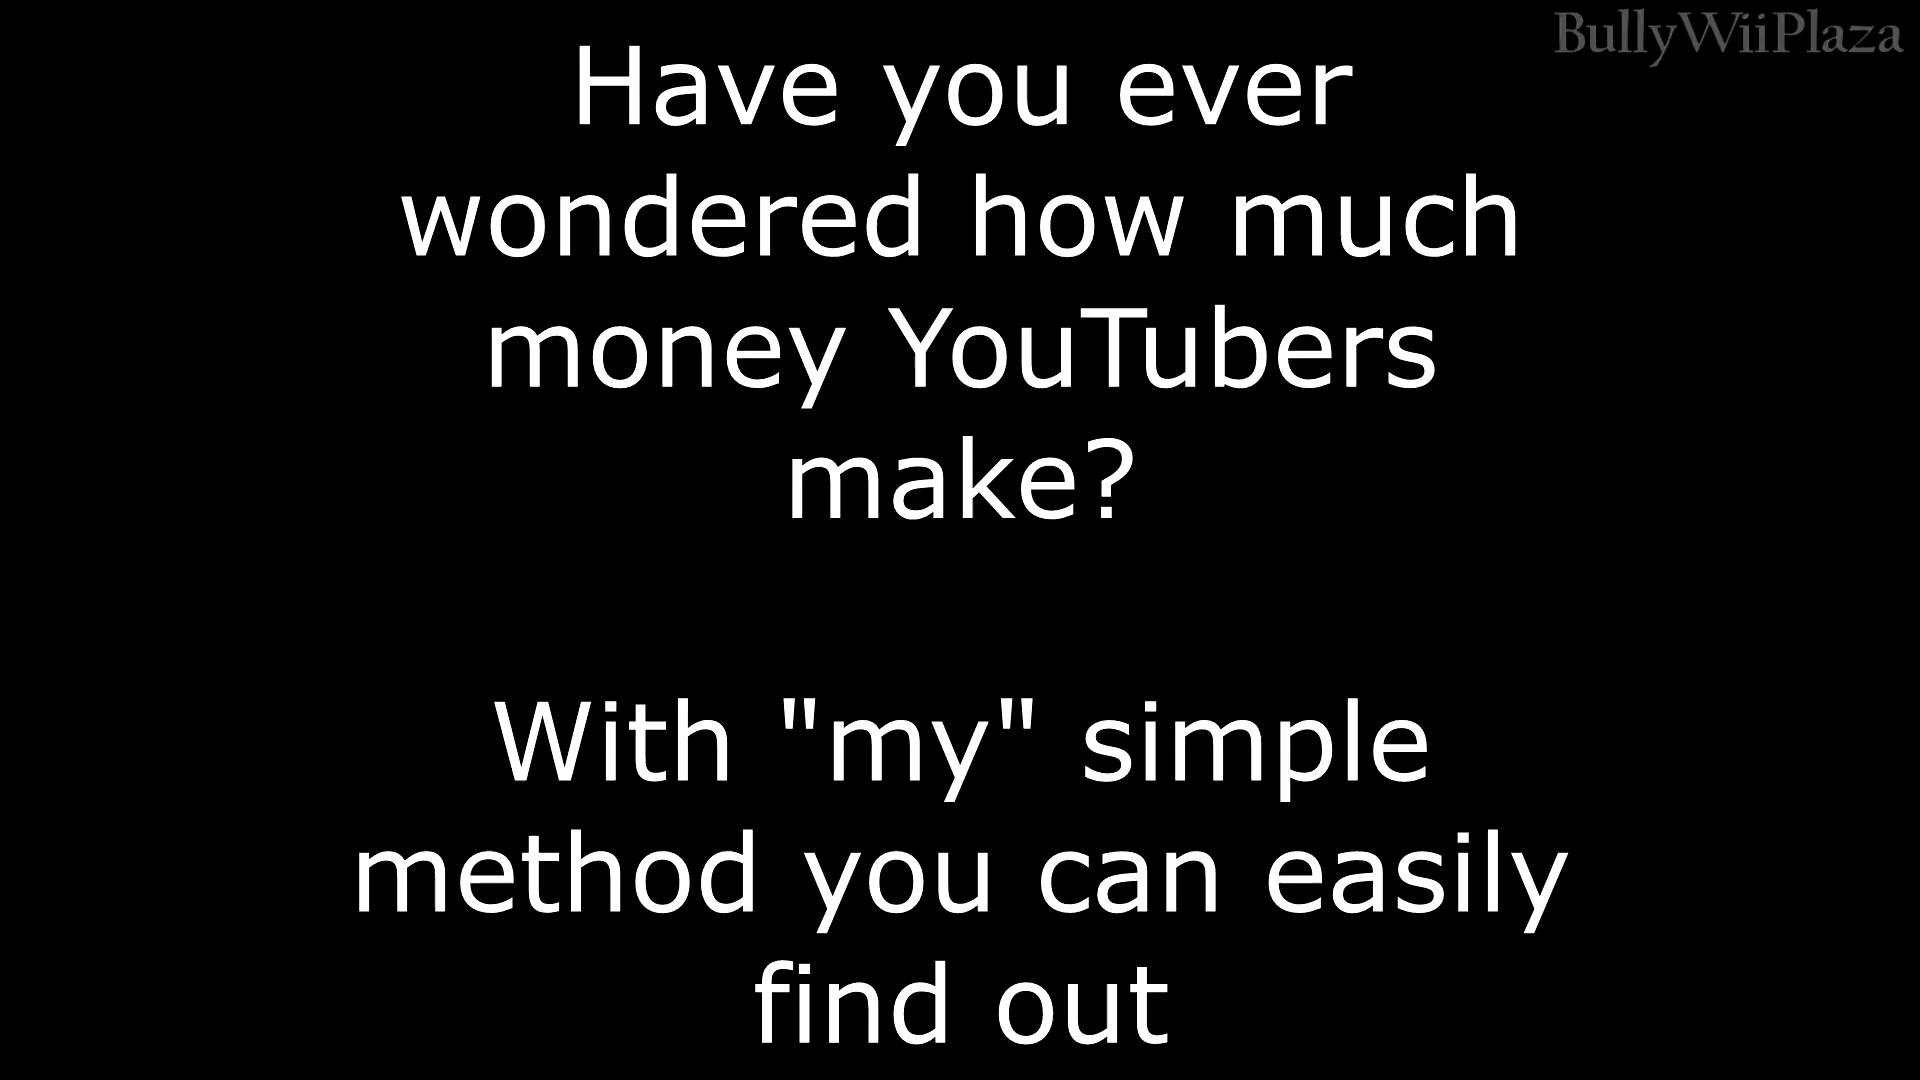 BullyWiiPlaza
Have you ever
wondered how much
money YouTubers
make?
With "my" simple
method you can easily
find out